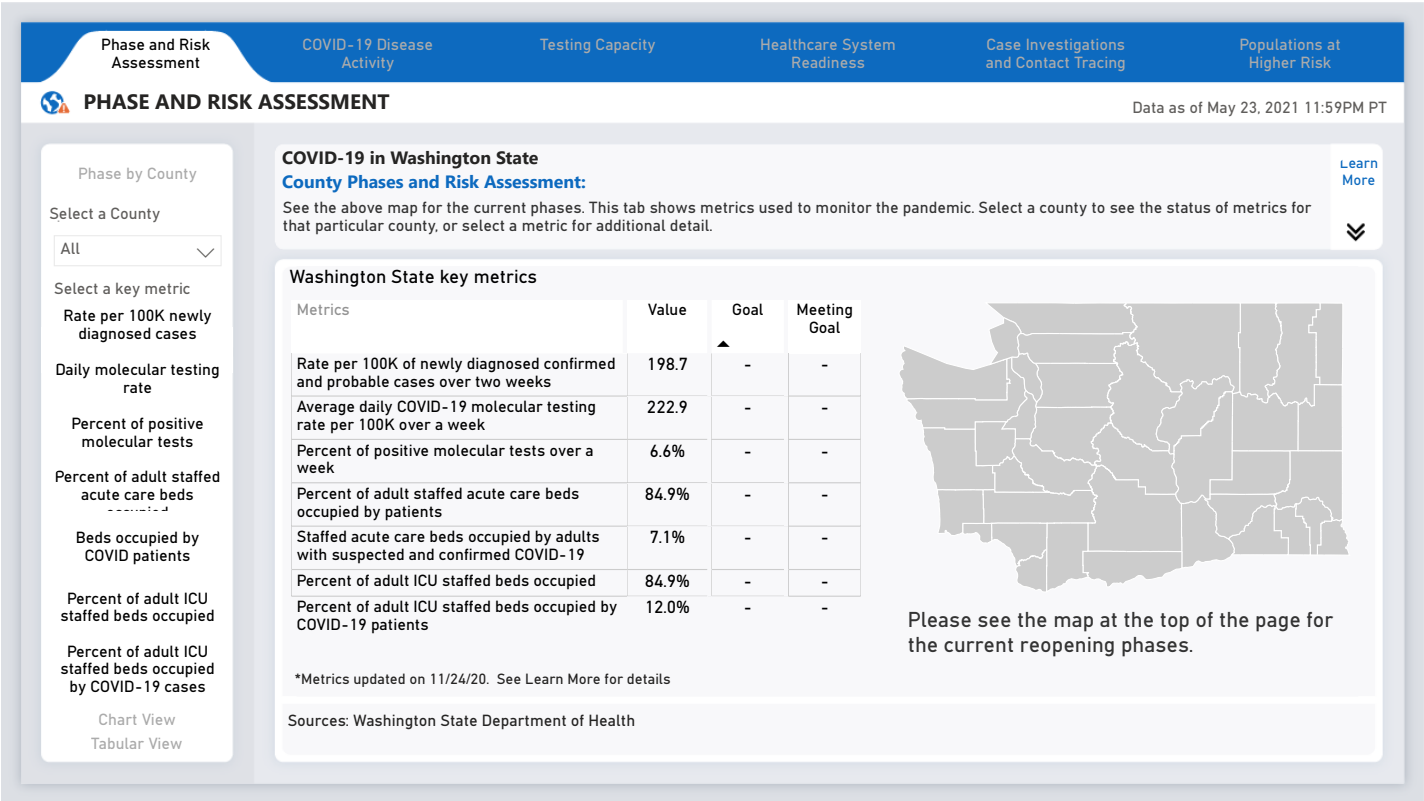 Phase and Risk
Assessment
COVID-19 Disease
Activity
Testing Capacity
Healthcare System
Readiness
Case Investigations
and Contact Tracing
Populations at
Higher Risk
PHASE AND RISK ASSESSMENT
Data as of May 23, 2021 11:59PM PT
Phase by County
Select a County
All
Select a key metric
Rate per 100K newly
diagnosed cases
Daily molecular testing
rate
Percent of positive
molecular tests
Percent of adult staffed
acute care beds
Beds occupied by
COVID patients
Percent of adult ICU
staffed beds occupied
Percent of adult ICU
staffed beds occupied
by COVID-19 cases
Chart View
Tabular View
COVID-19 in Washington State
County Phases and Risk Assessment:
See the above map for the current phases. This tab shows metrics used to monitor the pandemic. Select a county to see the status of metrics for
that particular county, or select a metric for additional detail.
Learn
More
Washington State key metrics
Metrics Value Goal Meeting
Goal
Rate per 100K of newly diagnosed confirmed 198.7 - -
and probable cases over two weeks
Average daily COVID-19 molecular testing 222.9 - -
rate per 100K over a week
Percent of positive molecular tests over a 6.6% - -
week
Percent of adult staffed acute care beds 84.9% - -
occupied by patients
Staffed acute care beds occupied by adults 7.1% - -
with suspected and confirmed COVID-19
Percent of adult ICU staffed beds occupied 84.9% - -
Percent of adult ICU staffed beds occupied by 12.0% - -
COVID-19 patients
*Metrics updated on 11/24/20. See Learn More for details
Please see the map at the top of the page for
the current reopening phases.
Sources: Washington State Department of Health